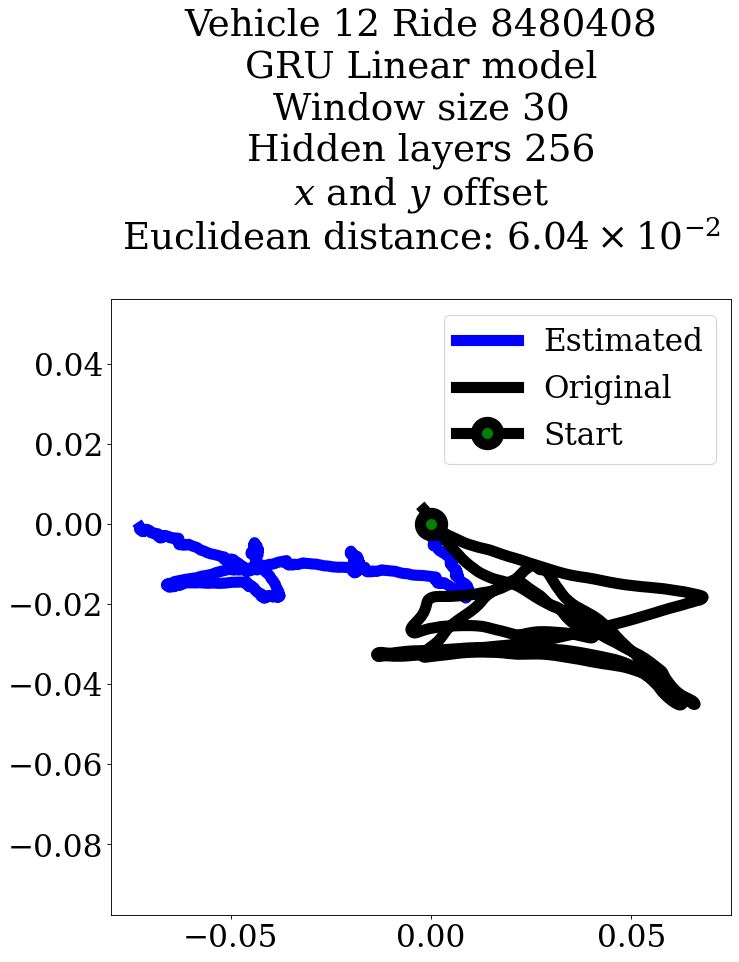 Vehicle 12 Ride 8480408
GRU Linear model
Window size 30
Hidden layers 256
x and y offset
Euclidean distance: 6.04 × 10⁻²
Estimated
Original
Start
0.04
0.02
0.00
−0.02
−0.04
−0.06
−0.08
−0.05 0.00 0.05